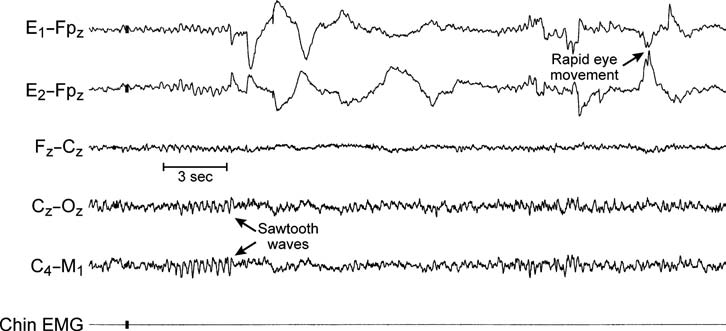 E1–Fpz
Rapid eye
movement
E2–Fpz
Fz–Cz
3 sec
Cz–Oz
Sawtooth
waves
C4–M1
Chin EMG